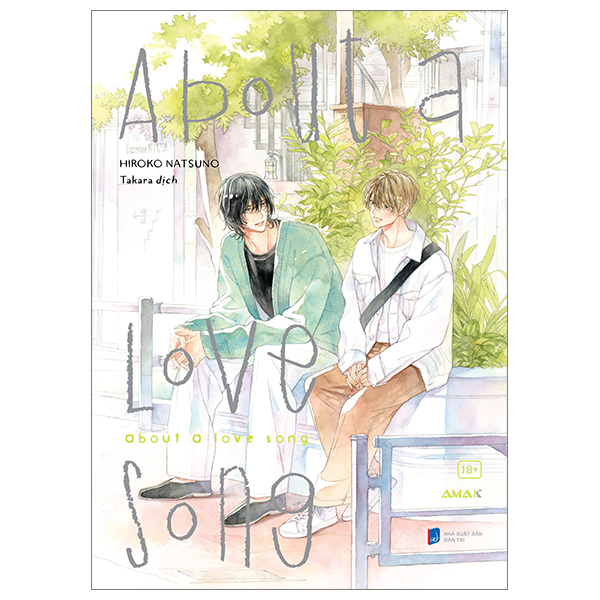 About a
HIROKO NATSUNO
Takara dịch
Love
about a love song
Song
18+
AMAK
NHÀ XUẤT BẢN
DÂN TRÍ